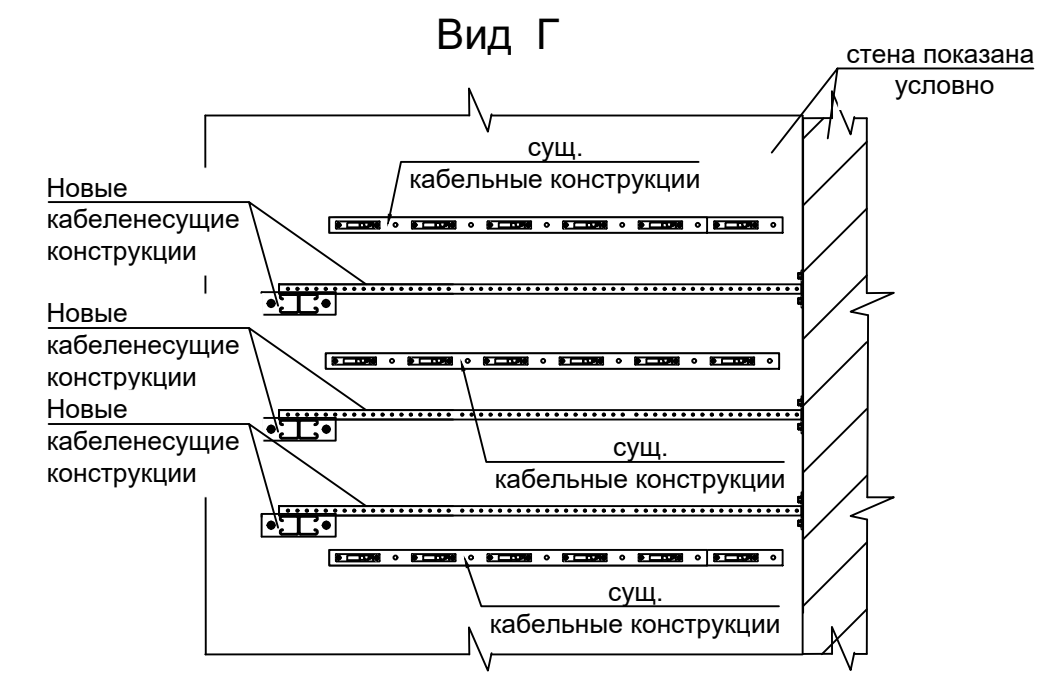 Вид Г
стена показана
условно
сущ.
кабельные конструкции
Новые
кабеленесущие
конструкции
Новые
кабеленесущие
конструкции
Новые
кабеленесущие
конструкции
сущ.
кабельные конструкции
сущ.
кабельные конструкции